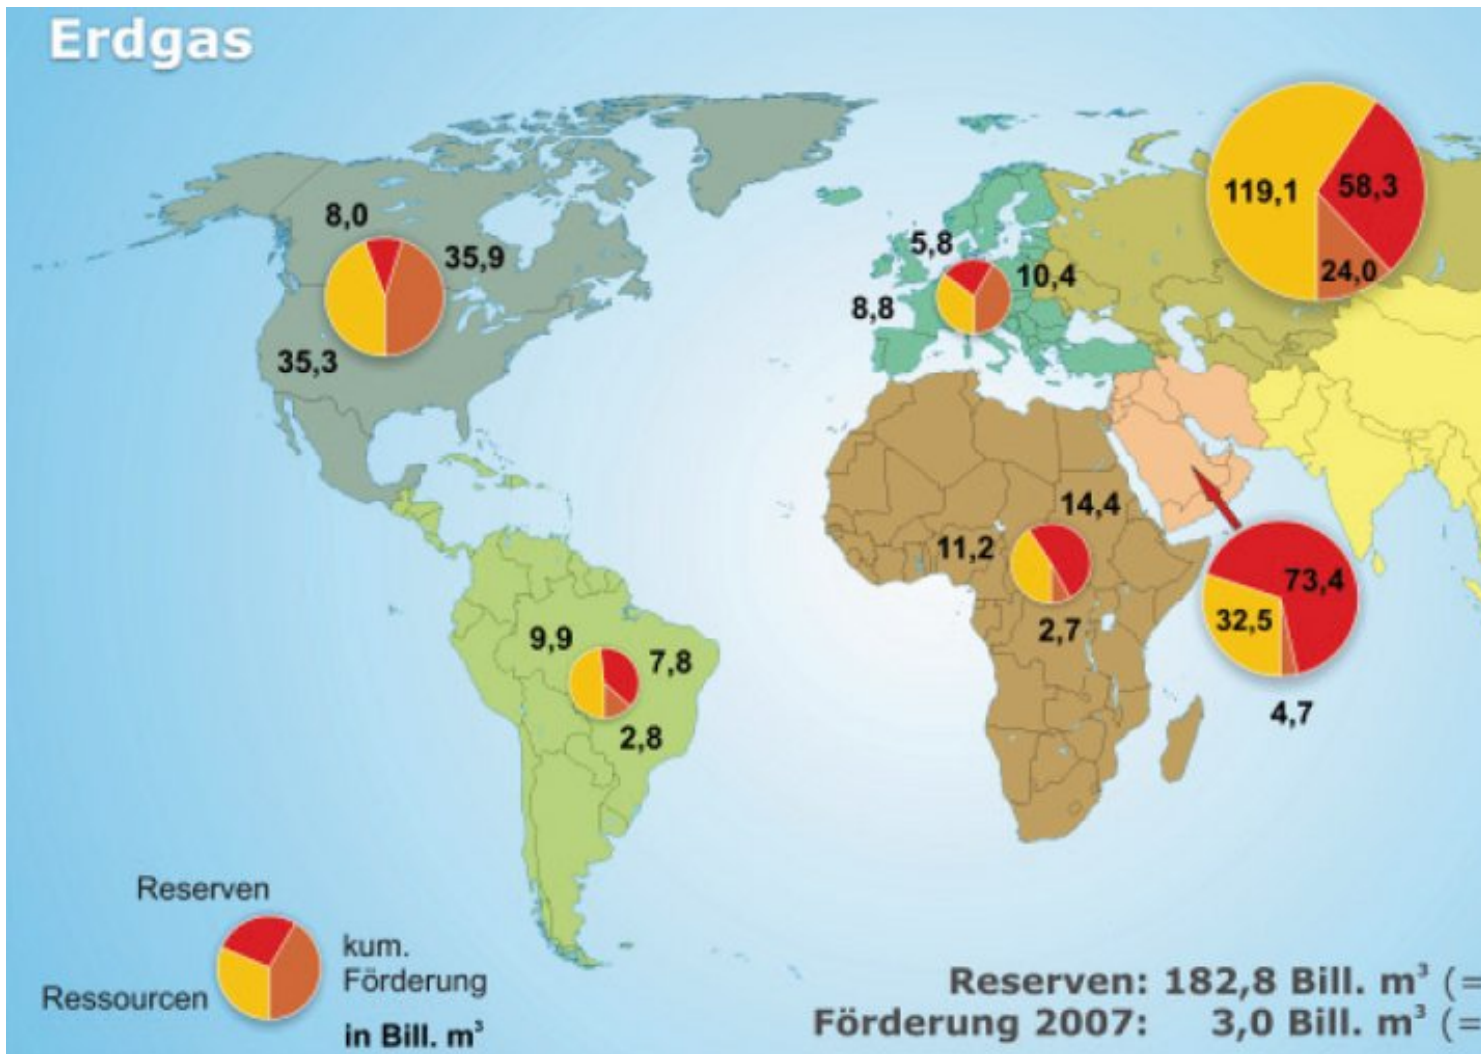 Erdgas
8,0
35,9
35,3
5,8
10,4
8,8
119,1
58,3
24,0
14,4
11,2
2,7
73,4
32,5
4,7
9,9
7,8
2,8
Reserven
kum.
Förderung
Ressourcen
in Bill. m³
Reserven: 182,8 Bill. m³ (=
Förderung 2007: 3,0 Bill. m³ (=